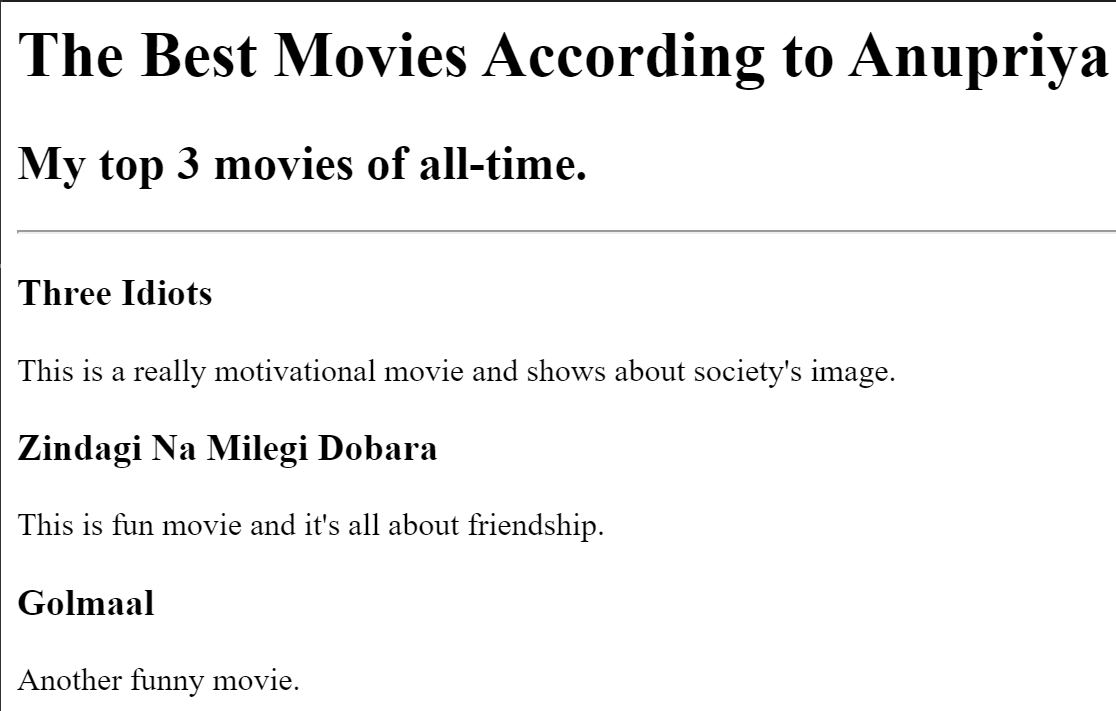 The Best Movies According to Anupriya
My top 3 movies of all-time.
Three Idiots
This is a really motivational movie and shows about society's image.
Zindagi Na Milegi Dobara
This is fun movie and it's all about friendship.
Golmaal
Another funny movie.